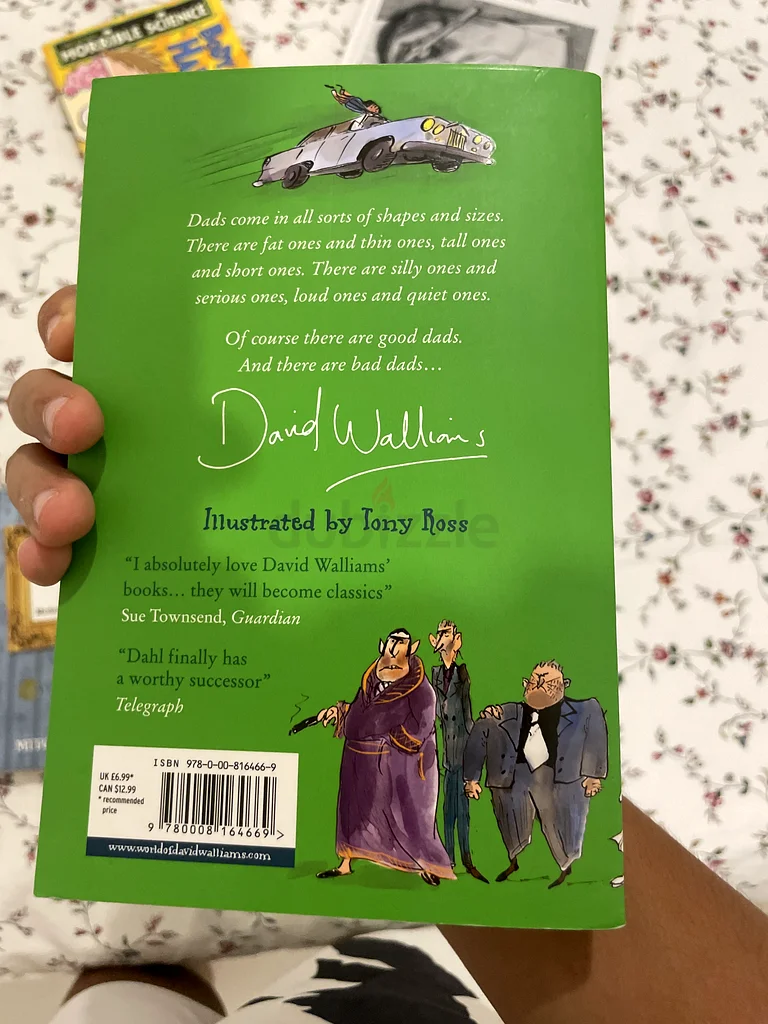 HORRIBLE SCIENCE
Dads come in all sorts of shapes and sizes.
There are fat ones and thin ones, tall ones
and short ones. There are silly ones and
serious ones, loud ones and quiet ones.
Of course there are good dads.
And there are bad dads…
David Walliams
Illustrated by Tony Ross
dubizzle
“I absolutely love David Walliams’
books… they will become classics”
Sue Townsend, Guardian
“Dahl finally has
a worthy successor”
Telegraph
ISBN 978-0-00-816466-9
UK £6.99*
CAN $12.99
* recommended
price
9 780008 164669 >
www.worldofdavidwalliams.com